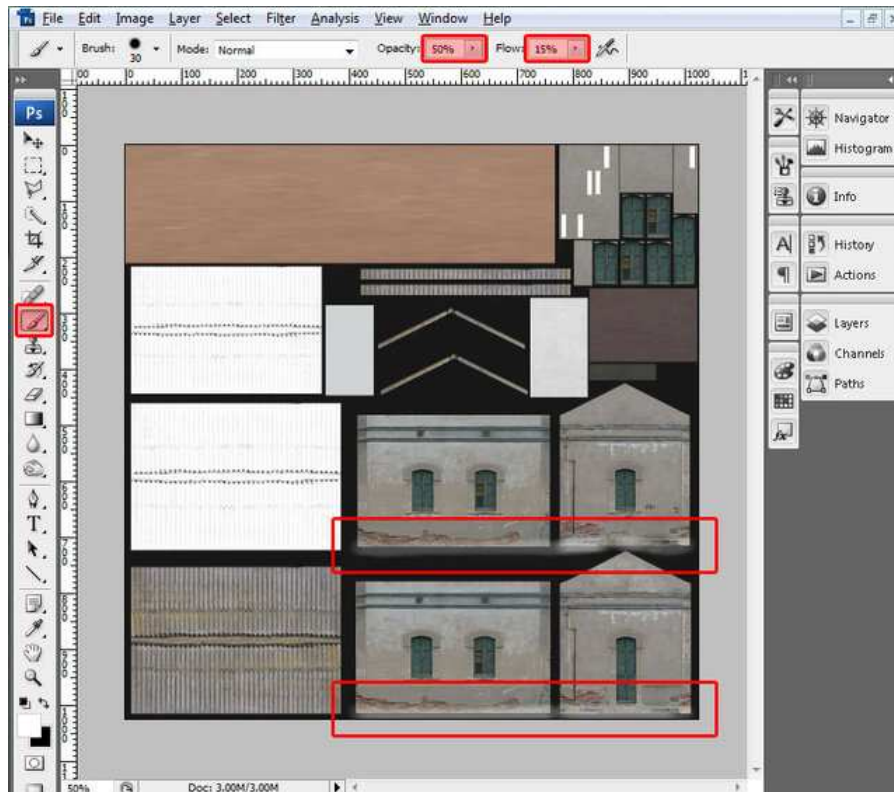 Ps File Edit Image Layer Select Filter Analysis View Window Help
Brush: 30 Mode: Normal Opacity: 50% Flow: 15%
00 0 100 200 300 400 500 600 700 800 900 1000 1
Ps
Navigator
Histogram
Info
History
Actions
Layers
Channels
Paths
50% Doc: 3.00M/3.00M